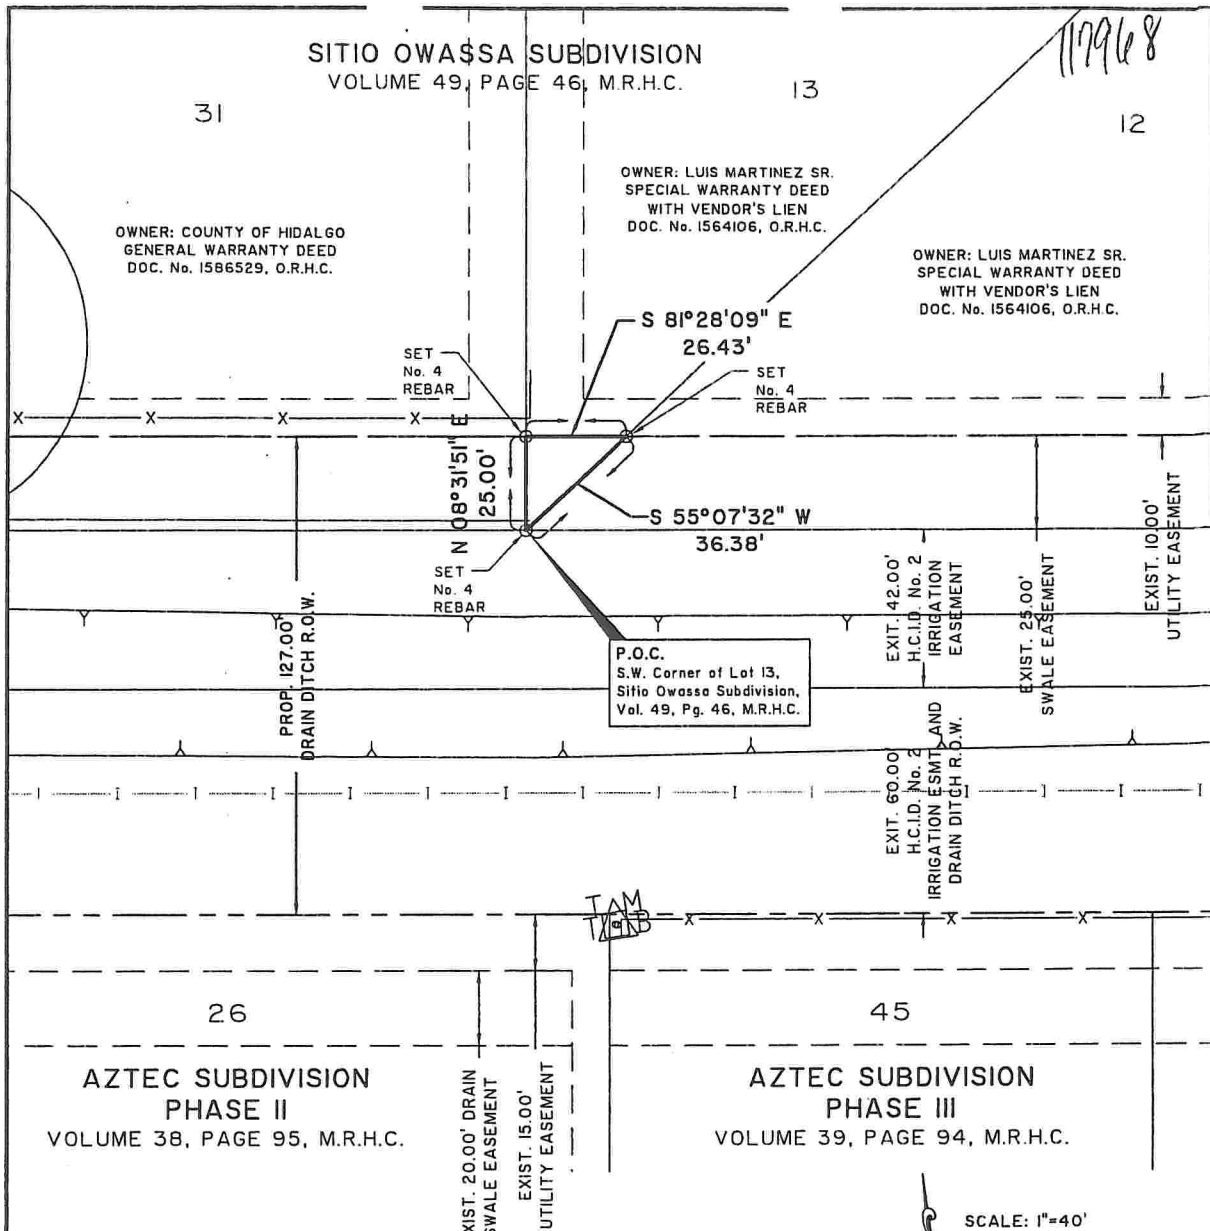 117968
SITIO OWASSA SUBDIVISION
VOLUME 49, PAGE 46, M.R.H.C.
31
13
12
OWNER: COUNTY OF HIDALGO
GENERAL WARRANTY DEED
DOC. No. 1586529, O.R.H.C.
OWNER: LUIS MARTINEZ SR.
SPECIAL WARRANTY DEED
WITH VENDOR'S LIEN
DOC. No. 1564106, O.R.H.C.
OWNER: LUIS MARTINEZ SR.
SPECIAL WARRANTY DEED
WITH VENDOR'S LIEN
DOC. No. 1564106, O.R.H.C.
S 81°28'09" E
26.43'
SET
No. 4
REBAR
SET
No. 4
REBAR
N 08°31'51" E
25.00'
S 55°07'32" W
36.38'
SET
No. 4
REBAR
P.O.C.
S.W. Corner of Lot 13,
Sitio Owassa Subdivision,
Vol. 49, Pg. 46, M.R.H.C.
PROP. 127.00'
DRAIN DITCH R.O.W.
EXIT. 42.00'
H.C.I.D. No. 2
IRRIGATION
EASEMENT
EXIST. 25.00'
SWALE EASEMENT
EXIST. 10.00'
UTILITY EASEMENT
EXIT. 60.00'
H.C.I.D. No. 2
IRRIGATION ESMT. AND
DRAIN DITCH R.O.W.
26
45
AZTEC SUBDIVISION
PHASE II
VOLUME 38, PAGE 95, M.R.H.C.
EXIST. 20.00' DRAIN
SWALE EASEMENT
EXIST. 15.00'
UTILITY EASEMENT
AZTEC SUBDIVISION
PHASE III
VOLUME 39, PAGE 94, M.R.H.C.
SCALE: 1"=40'